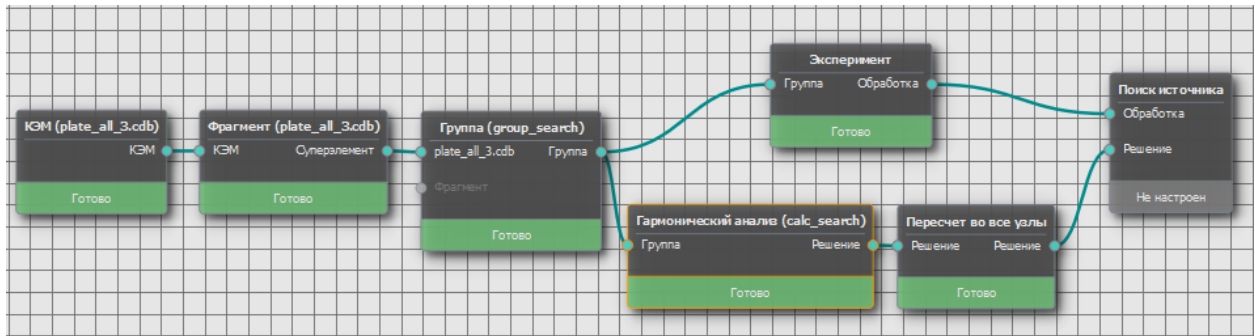 КЭМ (plate_all_3.cdb)
КЭМ
Готово
Фрагмент (plate_all_3.cdb)
КЭМ Суперэлемент
Готово
Группа (group_search)
plate_all_3.cdb Группа
Фрагмент
Готово
Эксперимент
Группа Обработка
Готово
Гармонический анализ (calc_search)
Группа Решение
Готово
Пересчет во все узлы
Решение Решение
Готово
Поиск источника
Обработка
Решение
Не настроен